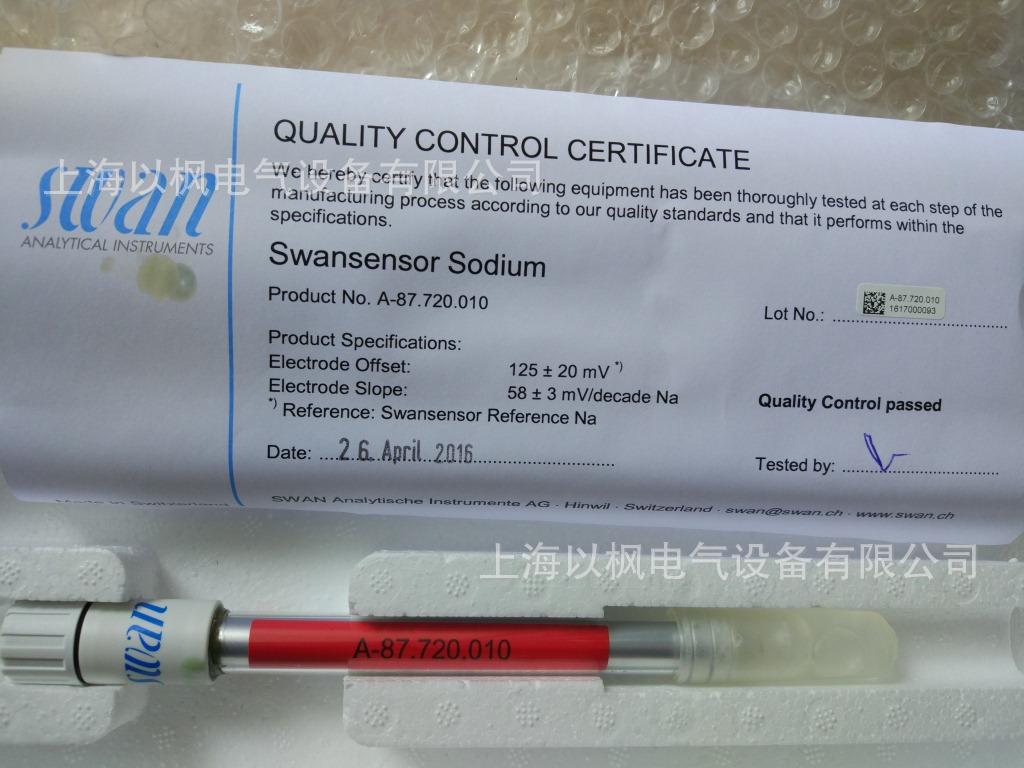 swan
ANALYTICAL INSTRUMENTS
QUALITY CONTROL CERTIFICATE
We hereby certify that the following equipment has been thoroughly tested at each step of the
manufacturing process according to our quality standards and that it performs within the
specifications.
上海以枫电气设备有限公司
Swansensor Sodium
Product No. A-87.720.010
Lot No.:
A-87.720.010
1617000093
Product Specifications:
Electrode Offset: 125 ± 20 mV *)
Electrode Slope: 58 ± 3 mV/decade Na
*) Reference: Swansensor Reference Na
Quality Control passed
Date: 26. April 2016
Tested by:
Made in Switzerland
SWAN Analytische Instrumente AG · Hinwil · Switzerland · swan@swan.ch · www.swan.ch
上海以枫电气设备有限公司
swan
A-87.720.010